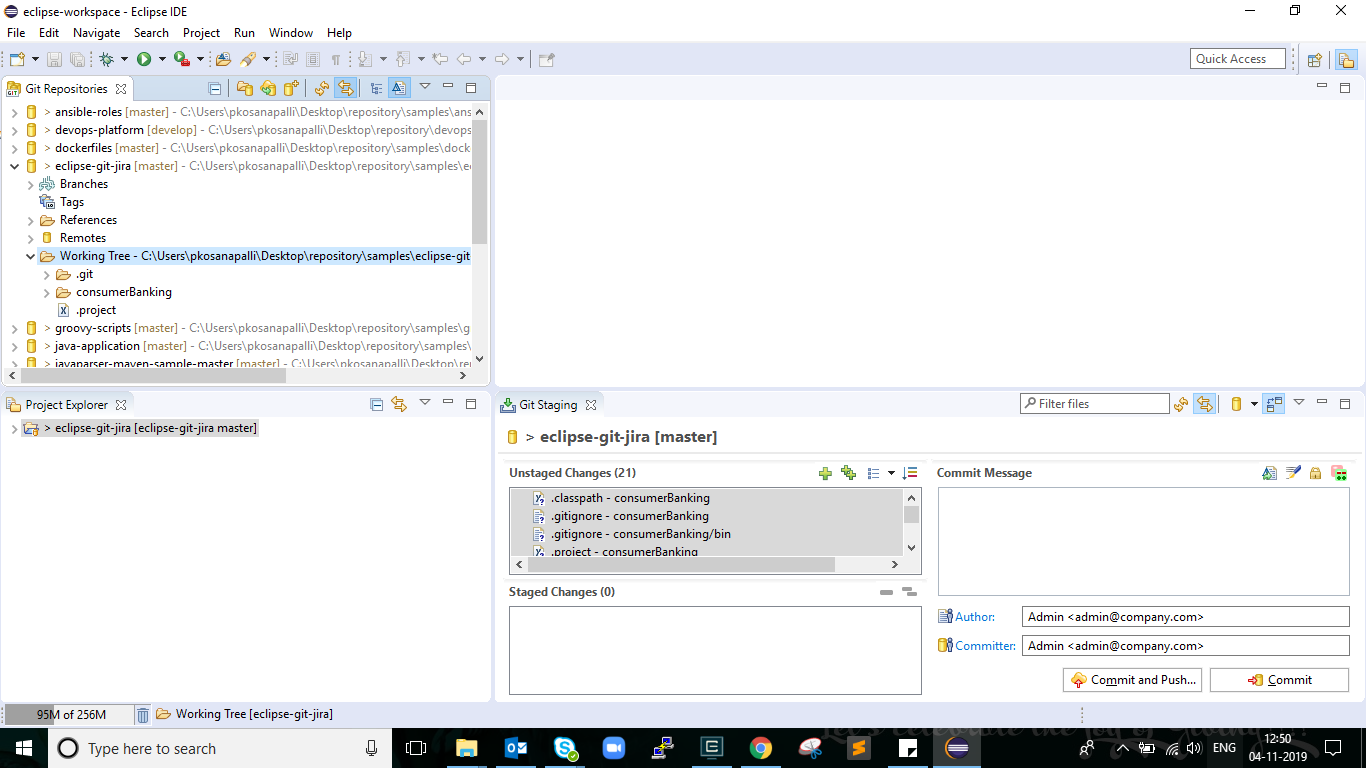 eclipse-workspace - Eclipse IDE
File Edit Navigate Search Project Run Window Help
Quick Access
Git Repositories
> ansible-roles [master] - C:\Users\pkosanapalli\Desktop\repository\samples\ans
> devops-platform [develop] - C:\Users\pkosanapalli\Desktop\repository\devops
> dockerfiles [master] - C:\Users\pkosanapalli\Desktop\repository\samples\dock
> eclipse-git-jira [master] - C:\Users\pkosanapalli\Desktop\repository\samples\ec
Branches
Tags
References
Remotes
Working Tree - C:\Users\pkosanapalli\Desktop\repository\samples\eclipse-git
.git
consumerBanking
.project
> groovy-scripts [master] - C:\Users\pkosanapalli\Desktop\repository\samples\g
> java-application [master] - C:\Users\pkosanapalli\Desktop\repository\samples\
> javaparser-maven-sample-master [master] - C:\Users\pkosanapalli\Desktop\rep
Project Explorer
> eclipse-git-jira [eclipse-git-jira master]
Git Staging
Filter files
> eclipse-git-jira [master]
Unstaged Changes (21)
.classpath - consumerBanking
.gitignore - consumerBanking
.gitignore - consumerBanking/bin
.project - consumerBanking
Staged Changes (0)
Commit Message
Author: Admin <admin@company.com>
Committer: Admin <admin@company.com>
Commit and Push... Commit
95M of 256M Working Tree [eclipse-git-jira]
Type here to search
ENG
12:50
04-11-2019